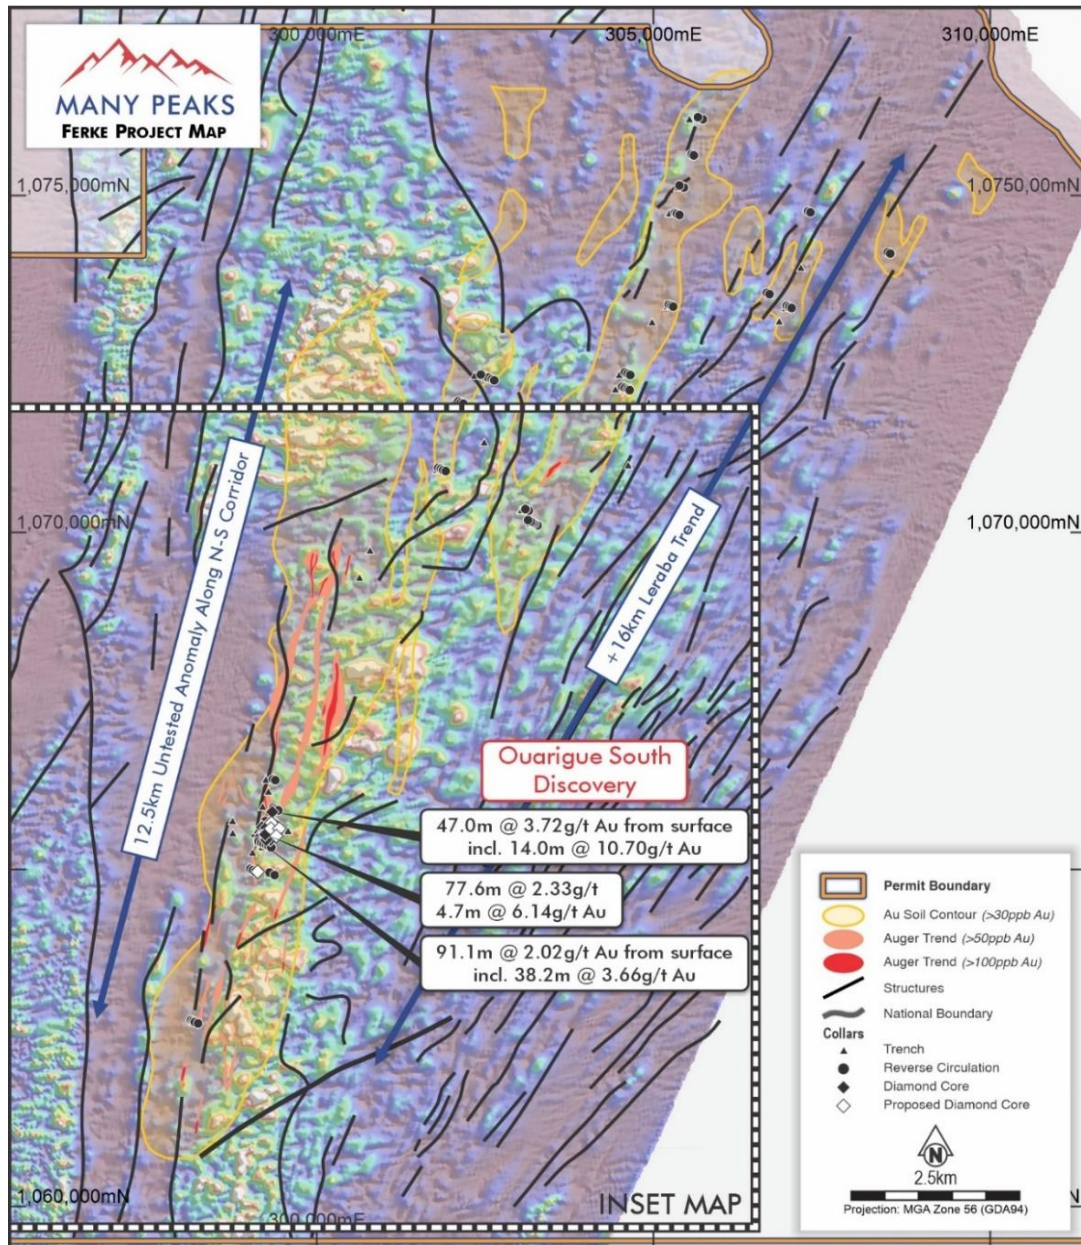 300,000mE
305,000mE
310,000mE
MANY PEAKS
FERKE PROJECT MAP
1,075,000mN
1,0750,00mN
12.5km Untested Anomaly Along N-S Corridor
1,070,000mN
1,070,000mN
+16km Leraba Trend
Ouarigue South
Discovery
47.0m @ 3.72g/t Au from surface
incl. 14.0m @ 10.70g/t Au
77.6m @ 2.33g/t
4.7m @ 6.14g/t Au
91.1m @ 2.02g/t Au from surface
incl. 38.2m @ 3.66g/t Au
Permit Boundary
Au Soil Contour (>30ppb Au)
Auger Trend (>50ppb Au)
Auger Trend (>100ppb Au)
Structures
National Boundary
Collars
Trench
Reverse Circulation
Diamond Core
Proposed Diamond Core
N
2.5km
Projection: MGA Zone 56 (GDA94)
1,060,000mN
300,000mE
INSET MAP